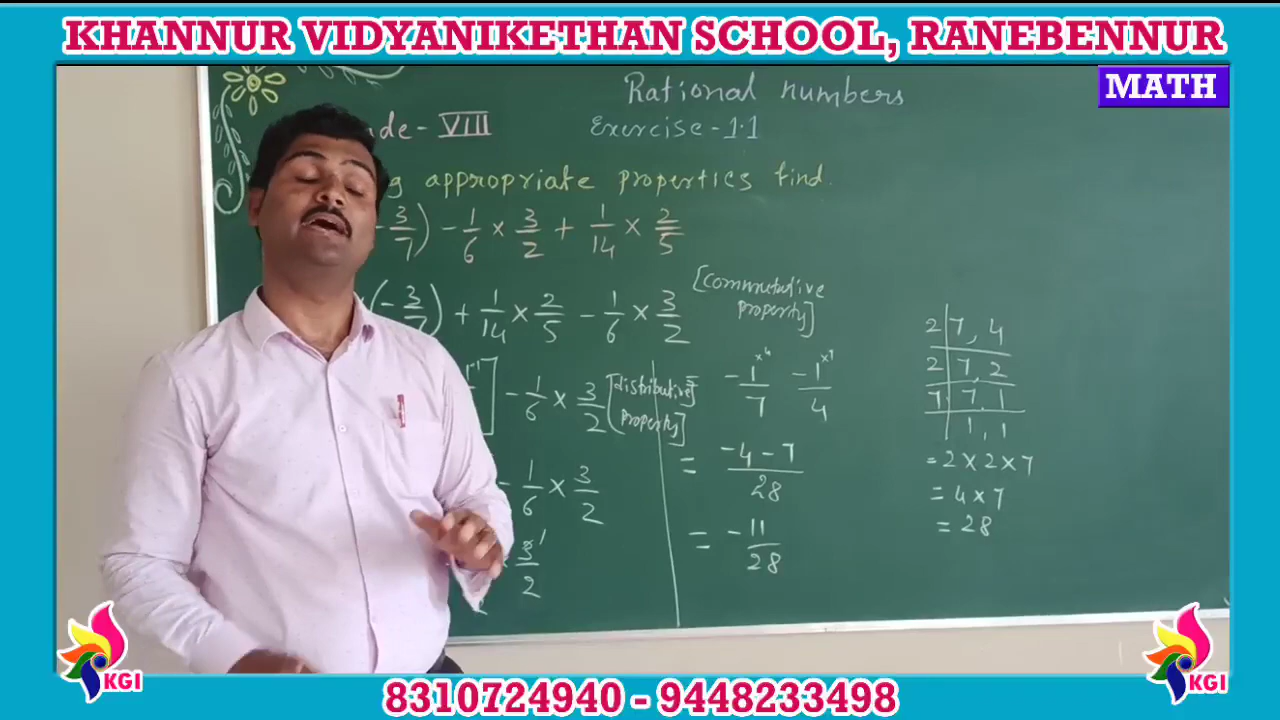 KHANNUR VIDYANIKETHAN SCHOOL, RANEBENNUR
MATH
Rational numbers
de - VIII
Exercise - 1.1
g appropriate properties find.
- 3/7) - 1/6 × 3/2 + 1/14 × 2/5
(- 3/7) + 1/14 × 2/5 - 1/6 × 3/2
[commutative
property]
- 1/6 × 3/2 [distributive
property]
- 1/6 × 3/2
3 1
2
= -1 ×4/7 -1 ×7/4
= -4-7/28
= -11/28
2 | 7, 4
2 | 7, 2
7 | 7, 1
1, 1
= 2 × 2 × 7
= 4 × 7
= 28
KGI
KGI
8310724940 - 9448233498